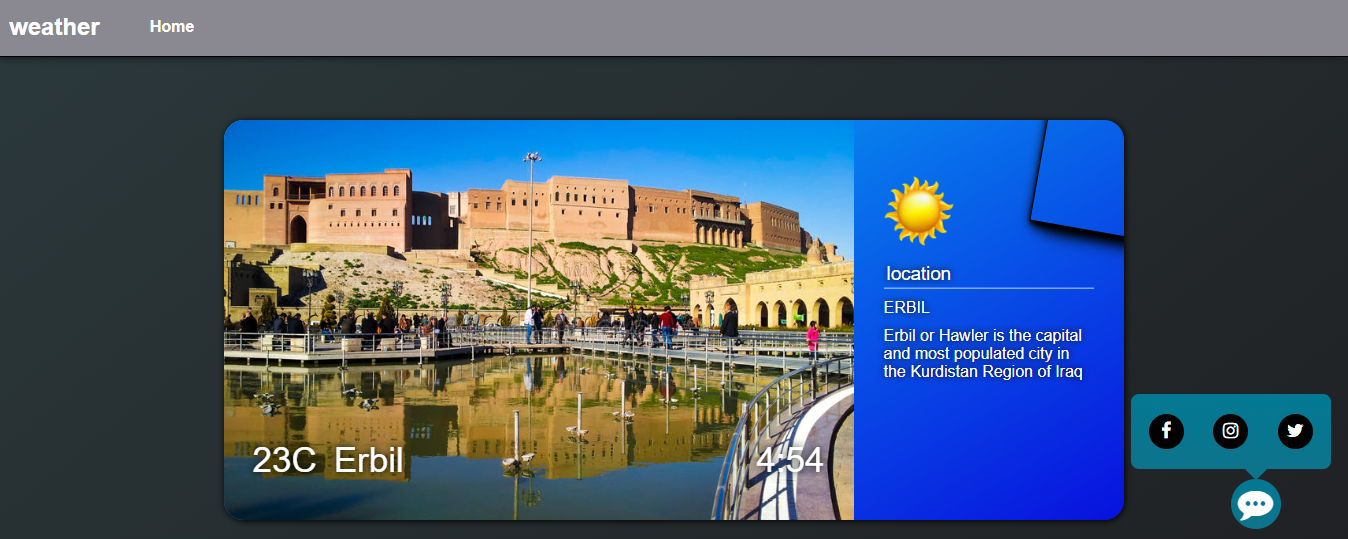 weather
Home
location
ERBIL
Erbil or Hawler is the capital
and most populated city in
the Kurdistan Region of Iraq
23C Erbil
4:54